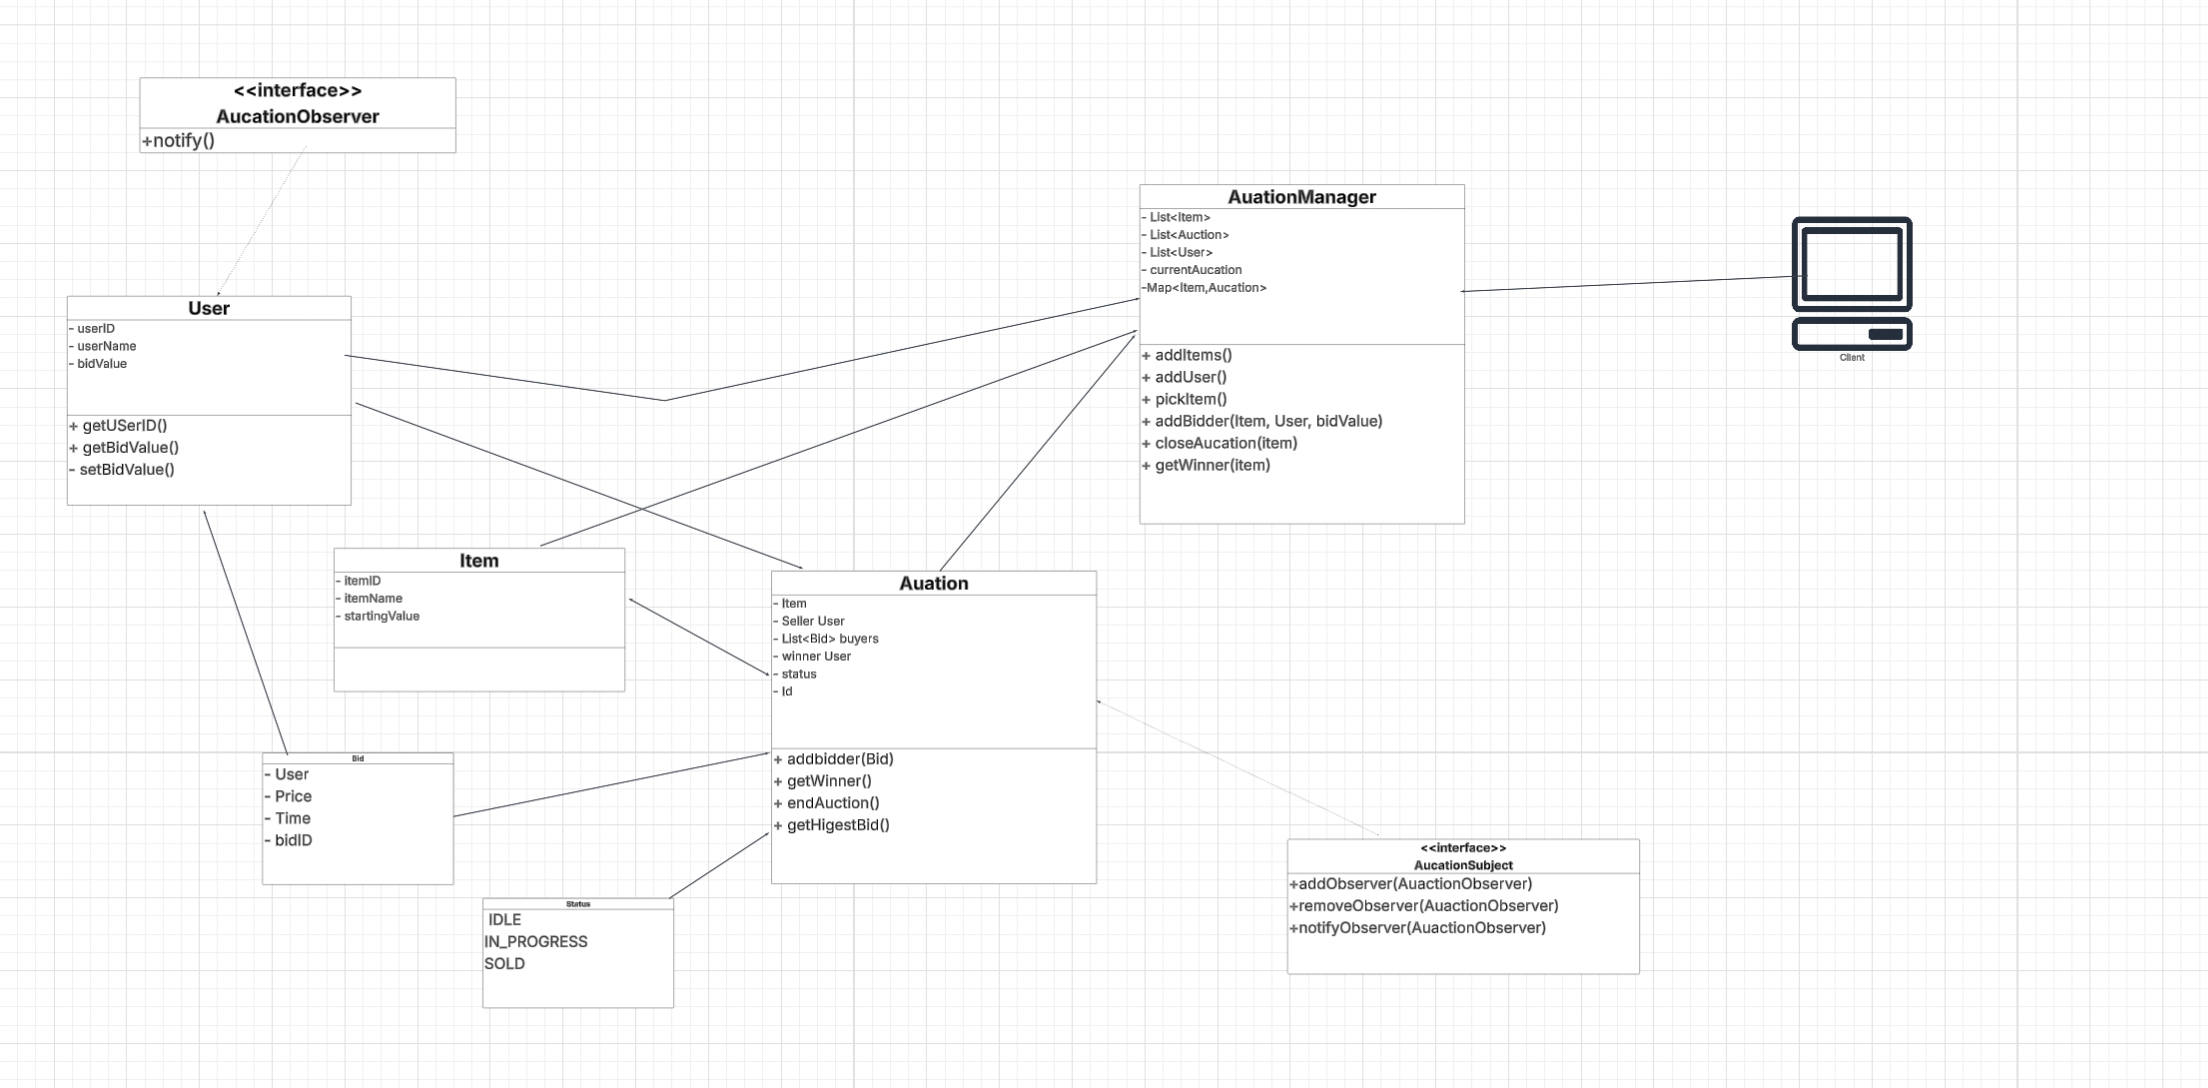 <<interface>>
AucationObserver
+notify()
User
- userID
- userName
- bidValue
+ getUSerID()
+ getBidValue()
- setBidValue()
AuationManager
- List<Item>
- List<Auction>
- List<User>
- currentAucation
-Map<Item,Aucation>
+ addItems()
+ addUser()
+ pickItem()
+ addBidder(Item, User, bidValue)
+ closeAucation(item)
+ getWinner(item)
Client
Item
- itemID
- itemName
- startingValue
Auation
- Item
- Seller User
- List<Bid> buyers
- winner User
- status
- Id
+ addbidder(Bid)
+ getWinner()
+ endAuction()
+ getHigestBid()
Bid
- User
- Price
- Time
- bidID
Status
IDLE
IN_PROGRESS
SOLD
<<interface>>
AucationSubject
+addObserver(AuactionObserver)
+removeObserver(AuactionObserver)
+notifyObserver(AuactionObserver)